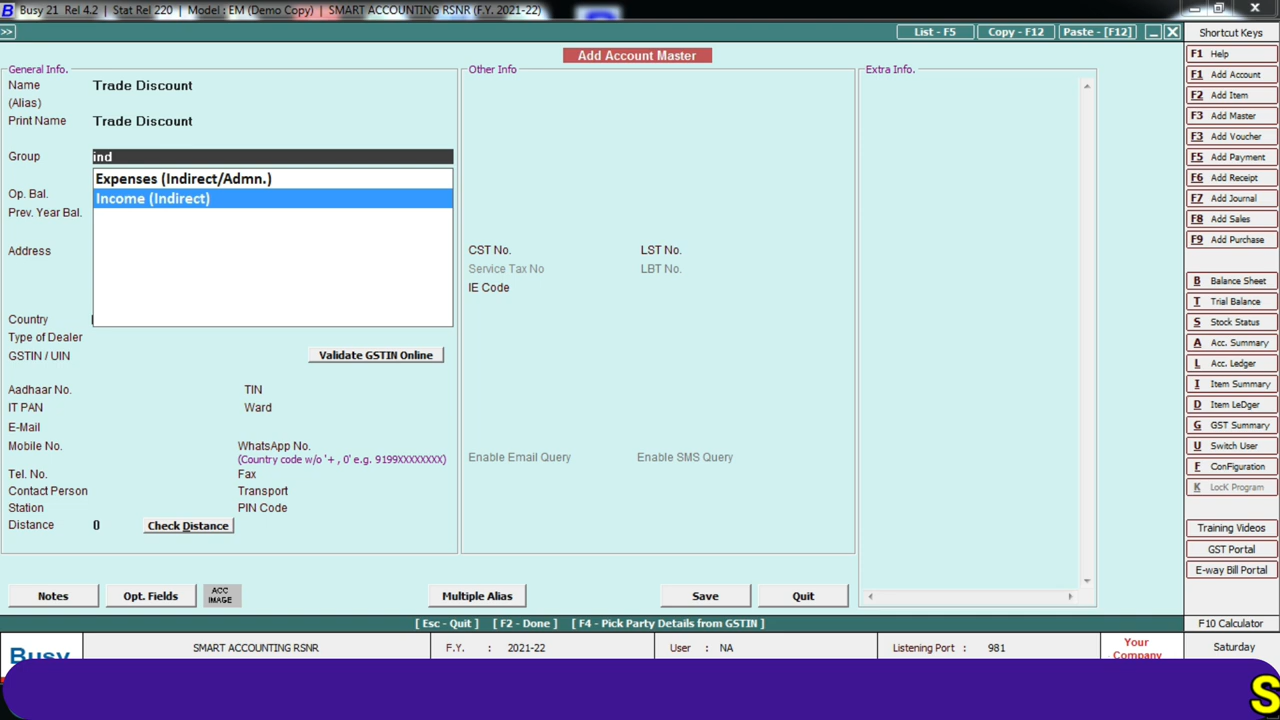 Busy 21 Rel 4.2 | Stat Rel 220 | Model : EM (Demo Copy) | SMART ACCOUNTING RSNR (F.Y. 2021-22)
>>
List - F5
Copy - F12
Paste - [F12]
Shortcut Keys
Add Account Master
General Info.
Name Trade Discount
(Alias)
Print Name Trade Discount
Group ind
Expenses (Indirect/Admn.)
Income (Indirect)
Op. Bal.
Prev. Year Bal.
Address
Country
Type of Dealer
GSTIN / UIN
Validate GSTIN Online
Aadhaar No. TIN
IT PAN Ward
E-Mail
Mobile No. WhatsApp No.
(Country code w/o '+ , 0' e.g. 9199XXXXXXXX)
Tel. No. Fax
Contact Person Transport
Station PIN Code
Distance 0 Check Distance
Other Info
CST No. LST No.
Service Tax No LBT No.
IE Code
Enable Email Query Enable SMS Query
Extra Info.
Notes
Opt. Fields
ACC
IMAGE
Multiple Alias
Save
Quit
[ Esc - Quit ] [ F2 - Done ] [ F4 - Pick Party Details from GSTIN ]
F1 Help
F1 Add Account
F2 Add Item
F3 Add Master
F3 Add Voucher
F5 Add Payment
F6 Add Receipt
F7 Add Journal
F8 Add Sales
F9 Add Purchase
B Balance Sheet
T Trial Balance
S Stock Status
A Acc. Summary
L Acc. Ledger
I Item Summary
D Item LeDger
G GST Summary
U Switch User
F ConFiguration
K LocK Program
Training Videos
GST Portal
E-way Bill Portal
F10 Calculator
Busy
SMART ACCOUNTING RSNR
F.Y. : 2021-22
User : NA
Listening Port : 981
Your
Company
Saturday
S